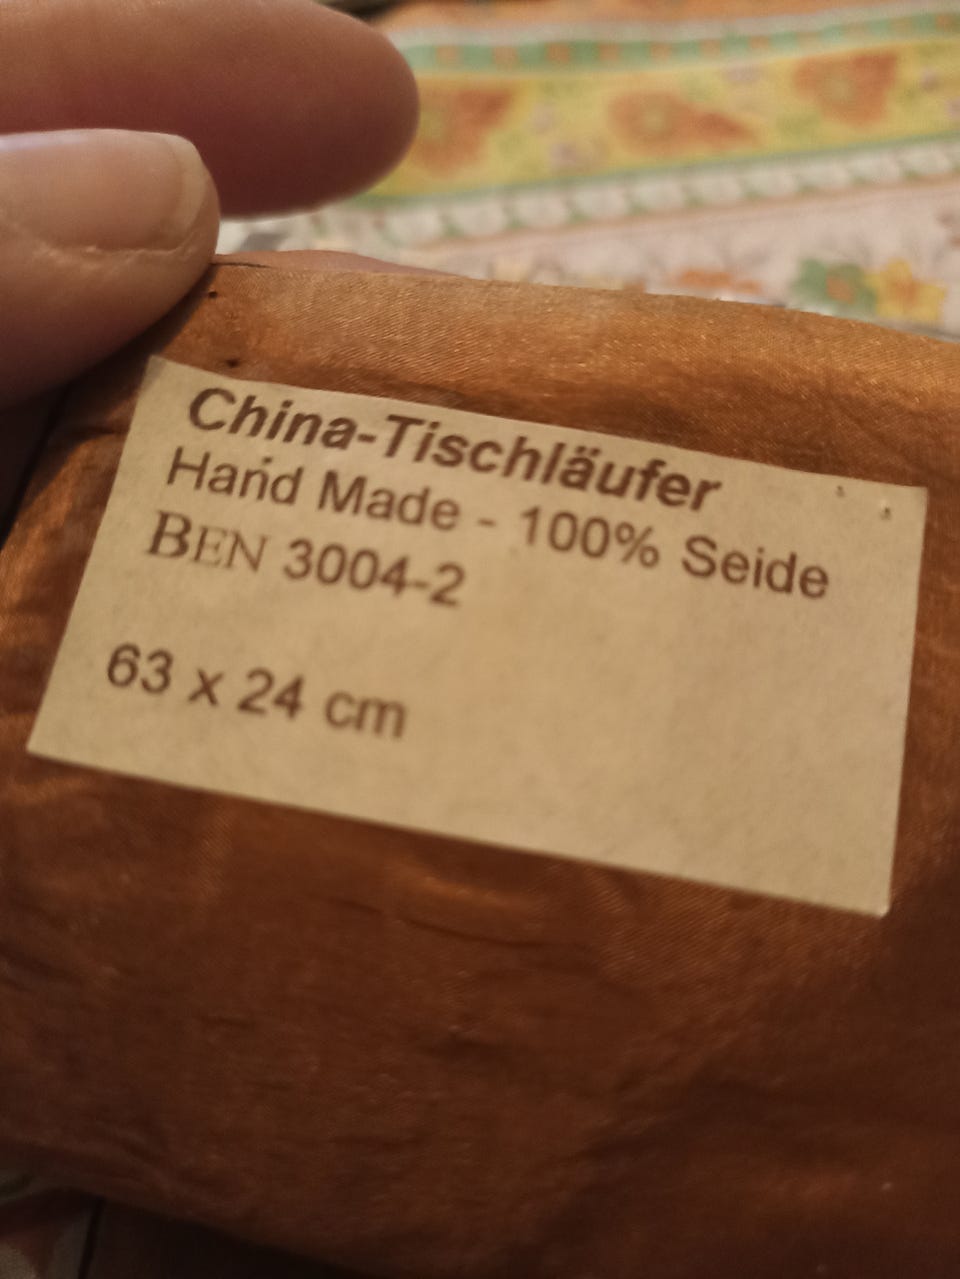 China-Tischläufer
Hand Made - 100% Seide
BEN 3004-2
63 x 24 cm